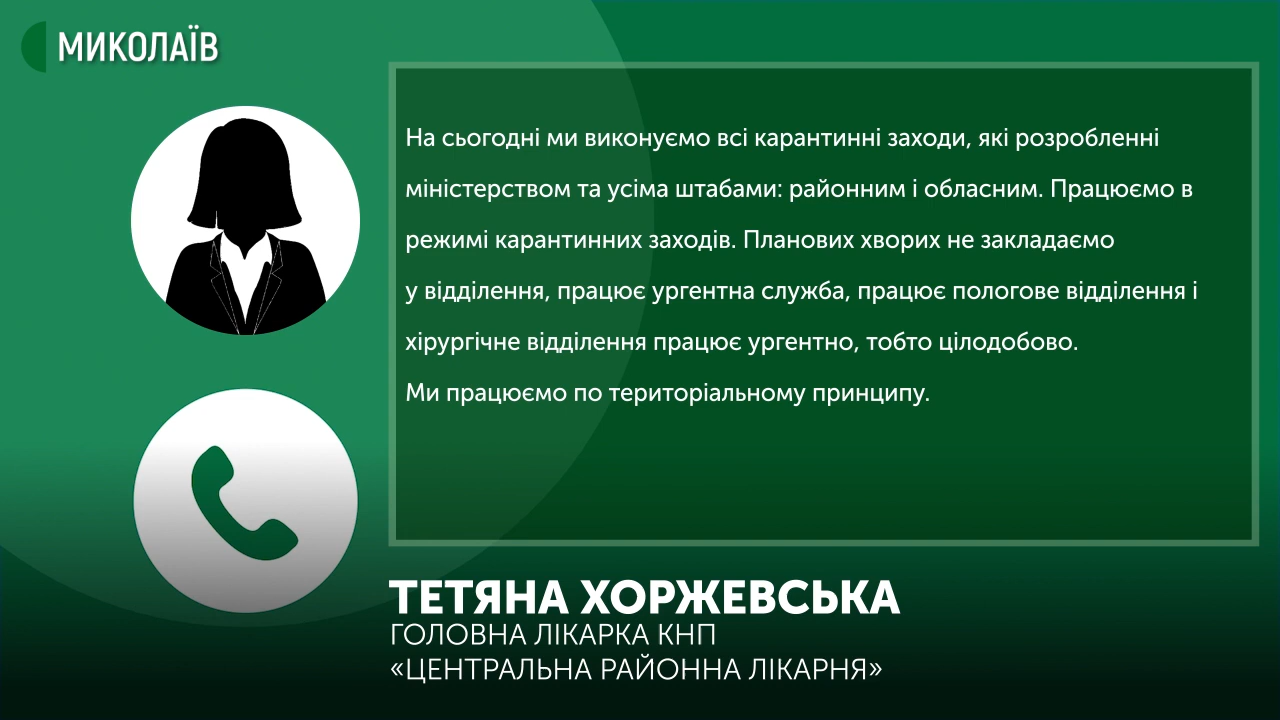 МИКОЛАЇВ
На сьогодні ми виконуємо всі карантинні заходи, які розробленні
міністерством та усіма штабами: районним і обласним. Працюємо в
режимі карантинних заходів. Планових хворих не закладаємо
у відділення, працює ургентна служба, працює пологове відділення і
хірургічне відділення працює ургентно, тобто цілодобово.
Ми працюємо по територіальному принципу.
ТЕТЯНА ХОРЖЕВСЬКА
ГОЛОВНА ЛІКАРКА КНП
«ЦЕНТРАЛЬНА РАЙОННА ЛІКАРНЯ»